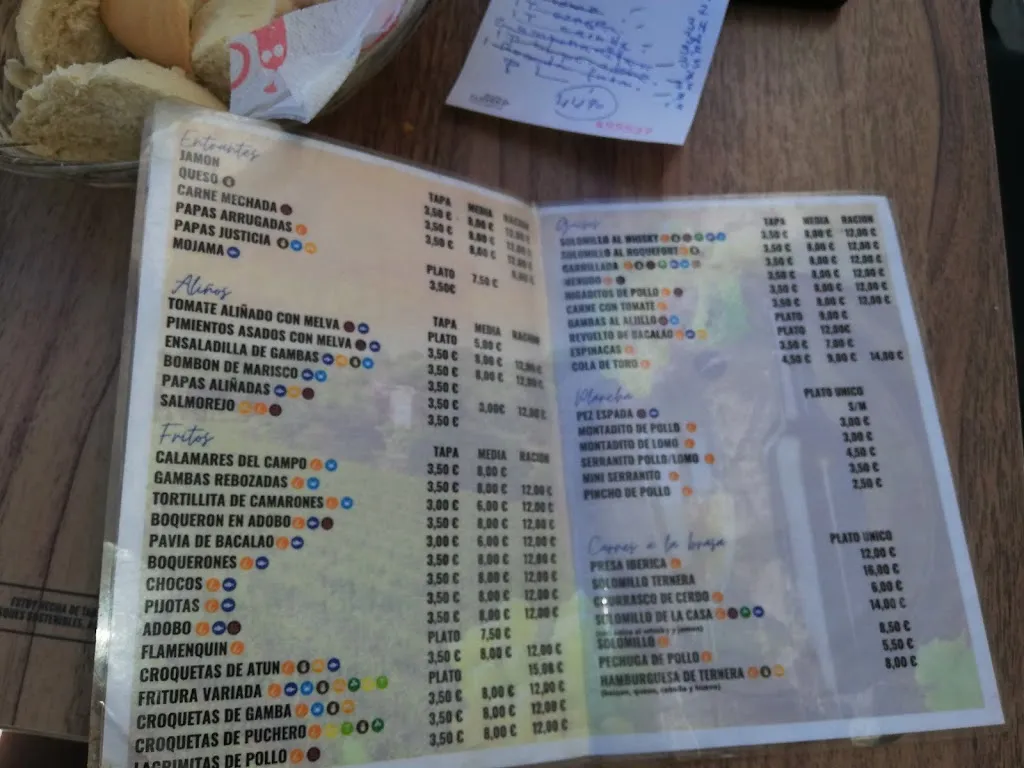 Entrantes
JAMON
QUESO
CARNE MECHADA
PAPAS ARRUGADAS
PAPAS JUSTICIA
MOJAMA
TAPA MEDIA RACION
3,50 € 8,00 € 12,00 €
3,50 € 8,00 € 12,00 €
3,50 € 8,00 € 12,00 €
PLATO 7,50 €
3,50€
Aliños
TOMATE ALIÑADO CON MELVA
PIMIENTOS ASADOS CON MELVA
ENSALADILLA DE GAMBAS
BOMBON DE MARISCO
PAPAS ALIÑADAS
SALMOREJO
TAPA MEDIA RACION
PLATO 5,00 €
3,50 € 8,00 € 12,00 €
3,50 € 8,00 € 12,00 €
3,50 €
3,50 € 3,00€ 12,00 €
3,50 €
Fritos
CALAMARES DEL CAMPO
GAMBAS REBOZADAS
TORTILLITA DE CAMARONES
BOQUERON EN ADOBO
PAVIA DE BACALAO
BOQUERONES
CHOCOS
PIJOTAS
ADOBO
FLAMENQUIN
CROQUETAS DE ATUN
FRITURA VARIADA
CROQUETAS DE GAMBA
CROQUETAS DE PUCHERO
LAGRIMITAS DE POLLO
TAPA MEDIA RACION
3,50 € 8,00 €
3,50 € 8,00 € 12,00 €
3,00 € 6,00 € 12,00 €
3,50 € 8,00 € 12,00 €
3,00 € 6,00 € 12,00 €
3,50 € 8,00 € 12,00 €
3,50 € 8,00 € 12,00 €
3,50 € 8,00 € 12,00 €
PLATO 7,50 €
3,50 € 8,00 € 12,00 €
PLATO 15,00 €
3,50 € 8,00 € 12,00 €
3,50 € 8,00 € 12,00 €
3,50 € 8,00 € 12,00 €
Guisos
SOLOMILLO AL WHISKY
SOLOMILLO AL ROQUEFORT
CARRILLADA
MENUDO
HIGADITOS DE POLLO
CARNE CON TOMATE
GAMBAS AL AJILLO
REVUELTO DE BACALAO
ESPINACAS
COLA DE TORO
TAPA MEDIA RACION
3,50 € 8,00 € 12,00 €
3,50 € 8,00 € 12,00 €
3,50 € 8,00 € 12,00 €
3,50 € 8,00 € 12,00 €
3,50 € 8,00 € 12,00 €
PLATO 9,00 €
PLATO 12,00€
3,50 € 7,00 €
4,50 € 9,00 € 14,00 €
Plancha
PEZ ESPADA
MONTADITO DE POLLO
MONTADITO DE LOMO
SERRANITO POLLO/LOMO
MINI SERRANITO
PINCHO DE POLLO
PLATO UNICO
S/M
3,00 €
3,00 €
4,50 €
3,50 €
2,50 €
Carnes a la brasa
PRESA IBERICA
SOLOMILLO TERNERA
CHURRASCO DE CERDO
SOLOMILLO DE LA CASA
SOLOMILLO
PECHUGA DE POLLO
HAMBURGUESA DE TERNERA
PLATO UNICO
12,00 €
16,00 €
6,00 €
14,00 €
8,50 €
5,50 €
8,00 €